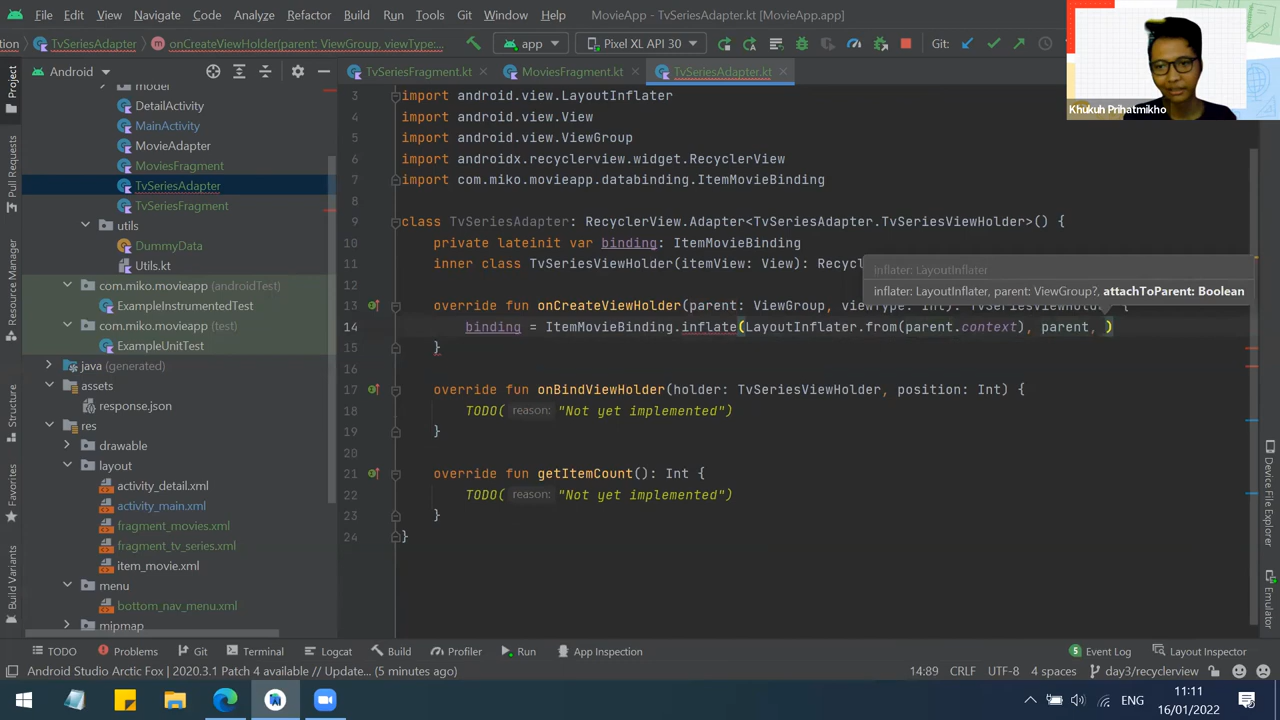 File Edit View Navigate Code Analyze Refactor Build Run Tools Git Window Help MovieApp - TvSeriesAdapter.kt [MovieApp.app]
tion TvSeriesAdapter onCreateViewHolder(parent: ViewGroup, viewType... app Pixel XL API 30 Git:
Android
TvSeriesFragment.kt MoviesFragment.kt TvSeriesAdapter.kt
Khukuh Prihatmikho
Project
Pull Requests
Resource Manager
Structure
Favorites
Build Variants
model
DetailActivity
MainActivity
MovieAdapter
MoviesFragment
TvSeriesAdapter
TvSeriesFragment
utils
DummyData
Utils.kt
com.miko.movieapp (androidTest)
ExampleInstrumentedTest
com.miko.movieapp (test)
ExampleUnitTest
java (generated)
assets
response.json
res
drawable
layout
activity_detail.xml
activity_main.xml
fragment_movies.xml
fragment_tv_series.xml
item_movie.xml
menu
bottom_nav_menu.xml
mipmap
3 import android.view.LayoutInflater
4 import android.view.View
5 import android.view.ViewGroup
6 import androidx.recyclerview.widget.RecyclerView
7 import com.miko.movieapp.databinding.ItemMovieBinding
8
9 class TvSeriesAdapter: RecyclerView.Adapter<TvSeriesAdapter.TvSeriesViewHolder>() {
10 private lateinit var binding: ItemMovieBinding
11 inner class TvSeriesViewHolder(itemView: View): Recycl
inflater: LayoutInflater
inflater: LayoutInflater, parent: ViewGroup?, attachToParent: Boolean
13 override fun onCreateViewHolder(parent: ViewGroup, viewType: Int): TvSeriesViewHolder {
14 binding = ItemMovieBinding.inflate(LayoutInflater.from(parent.context), parent, )
15 }
16
17 override fun onBindViewHolder(holder: TvSeriesViewHolder, position: Int) {
18 TODO( reason: "Not yet implemented")
19 }
20
21 override fun getItemCount(): Int {
22 TODO( reason: "Not yet implemented")
23 }
24 }
Device File Explorer
Emulator
TODO Problems Git Terminal Logcat Build Profiler Run App Inspection Event Log Layout Inspector
Android Studio Arctic Fox | 2020.3.1 Patch 4 available // Update... (5 minutes ago) 14:89 CRLF UTF-8 4 spaces day3/recyclerview
ENG
11:11
16/01/2022